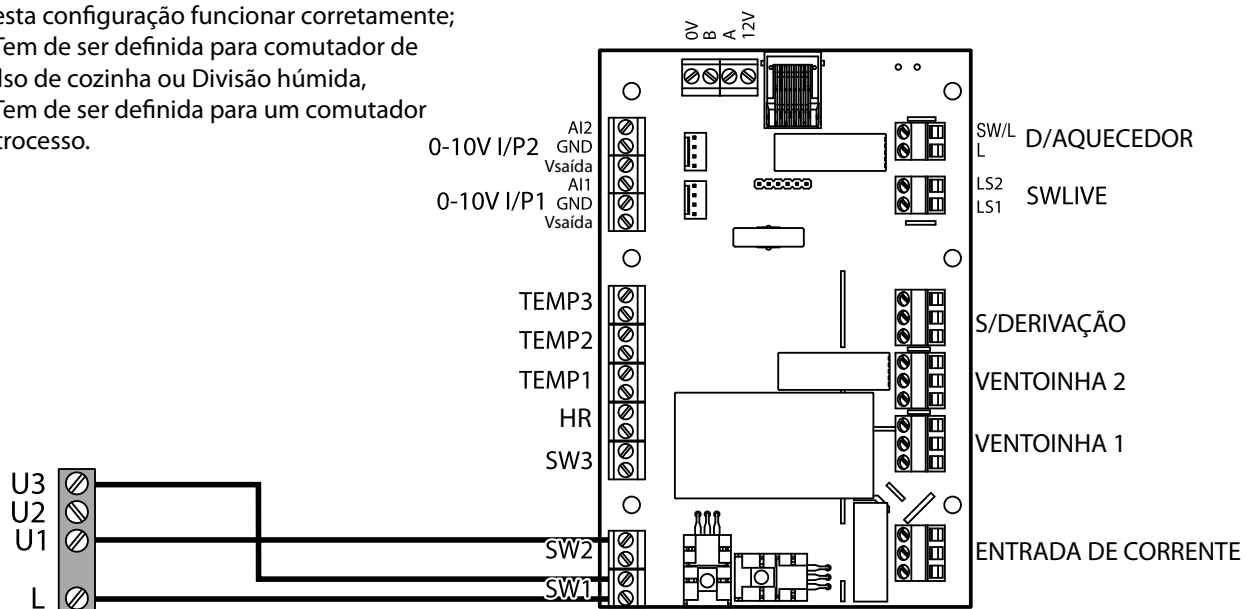 esta configuração funcionar corretamente;
Tem de ser definida para comutador de
lso de cozinha ou Divisão húmida,
Tem de ser definida para um comutador
trocesso.
0V
B
A
12V
0-10V I/P2
AI2
GND
Vsaída
0-10V I/P1
AI1
GND
Vsaída
TEMP3
TEMP2
TEMP1
HR
SW3
SW2
SW1
U3
U2
U1
L
SW/L
L
D/AQUECEDOR
LS2
LS1
SWLIVE
S/DERIVAÇÃO
VENTOINHA 2
VENTOINHA 1
ENTRADA DE CORRENTE